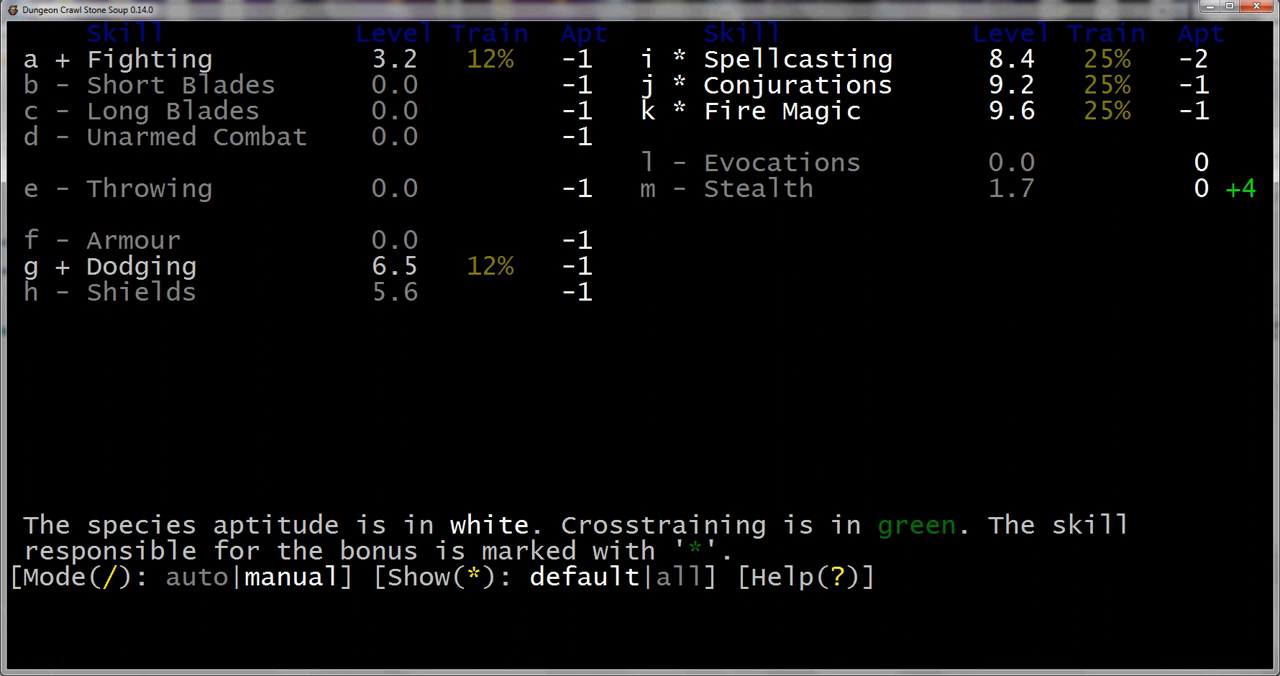 Dungeon Crawl Stone Soup 0.14.0
Skill Level Train Apt Skill Level Train Apt
a + Fighting 3.2 12% -1 i * Spellcasting 8.4 25% -2
b - Short Blades 0.0 -1 j * Conjurations 9.2 25% -1
c - Long Blades 0.0 -1 k * Fire Magic 9.6 25% -1
d - Unarmed Combat 0.0 -1
l - Evocations 0.0 0
e - Throwing 0.0 -1 m - Stealth 1.7 0 +4
f - Armour 0.0 -1
g + Dodging 6.5 12% -1
h - Shields 5.6 -1
The species aptitude is in white. Crosstraining is in green. The skill
responsible for the bonus is marked with '*'.
[Mode(/): auto|manual] [Show(*): default|all] [Help(?)]